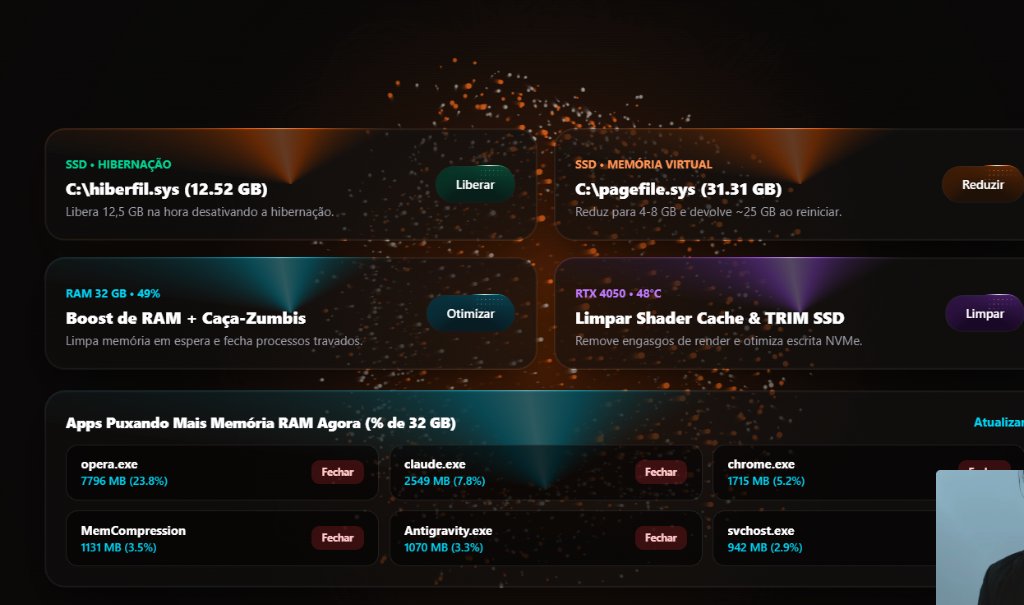 SSD • HIBERNAÇÃO
C:\hiberfil.sys (12.52 GB)
Libera 12,5 GB na hora desativando a hibernação.
Liberar
SSD • MEMÓRIA VIRTUAL
C:\pagefile.sys (31.31 GB)
Reduz para 4-8 GB e devolve ~25 GB ao reiniciar.
Reduzir
RAM 32 GB • 49%
Boost de RAM + Caça-Zumbis
Limpa memória em espera e fecha processos travados.
Otimizar
RTX 4050 • 48°C
Limpar Shader Cache & TRIM SSD
Remove engasgos de render e otimiza escrita NVMe.
Limpar
Apps Puxando Mais Memória RAM Agora (% de 32 GB)
Atualizar
opera.exe
7796 MB (23.8%)
Fechar
claude.exe
2549 MB (7.8%)
Fechar
chrome.exe
1715 MB (5.2%)
Fechar
MemCompression
1131 MB (3.5%)
Fechar
Antigravity.exe
1070 MB (3.3%)
Fechar
svchost.exe
942 MB (2.9%)